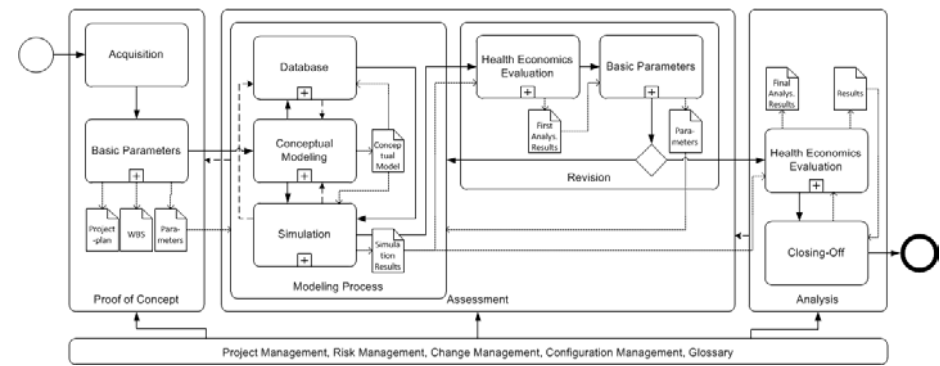 Acquisition
Basic Parameters
Project
-plan
WBS
Para-
meters
Proof of Concept
Database
Conceptual
Modeling
Concep
tual
Model
Simulation
Simula
tion
Results
Modeling Process
Assessment
Health Economics
Evaluation
First
Analys.
Results
Basic Parameters
Para-
meters
Revision
Final
Analys.
Results
Results
Health Economics
Evaluation
Closing-Off
Analysis
Project Management, Risk Management, Change Management, Configuration Management, Glossary